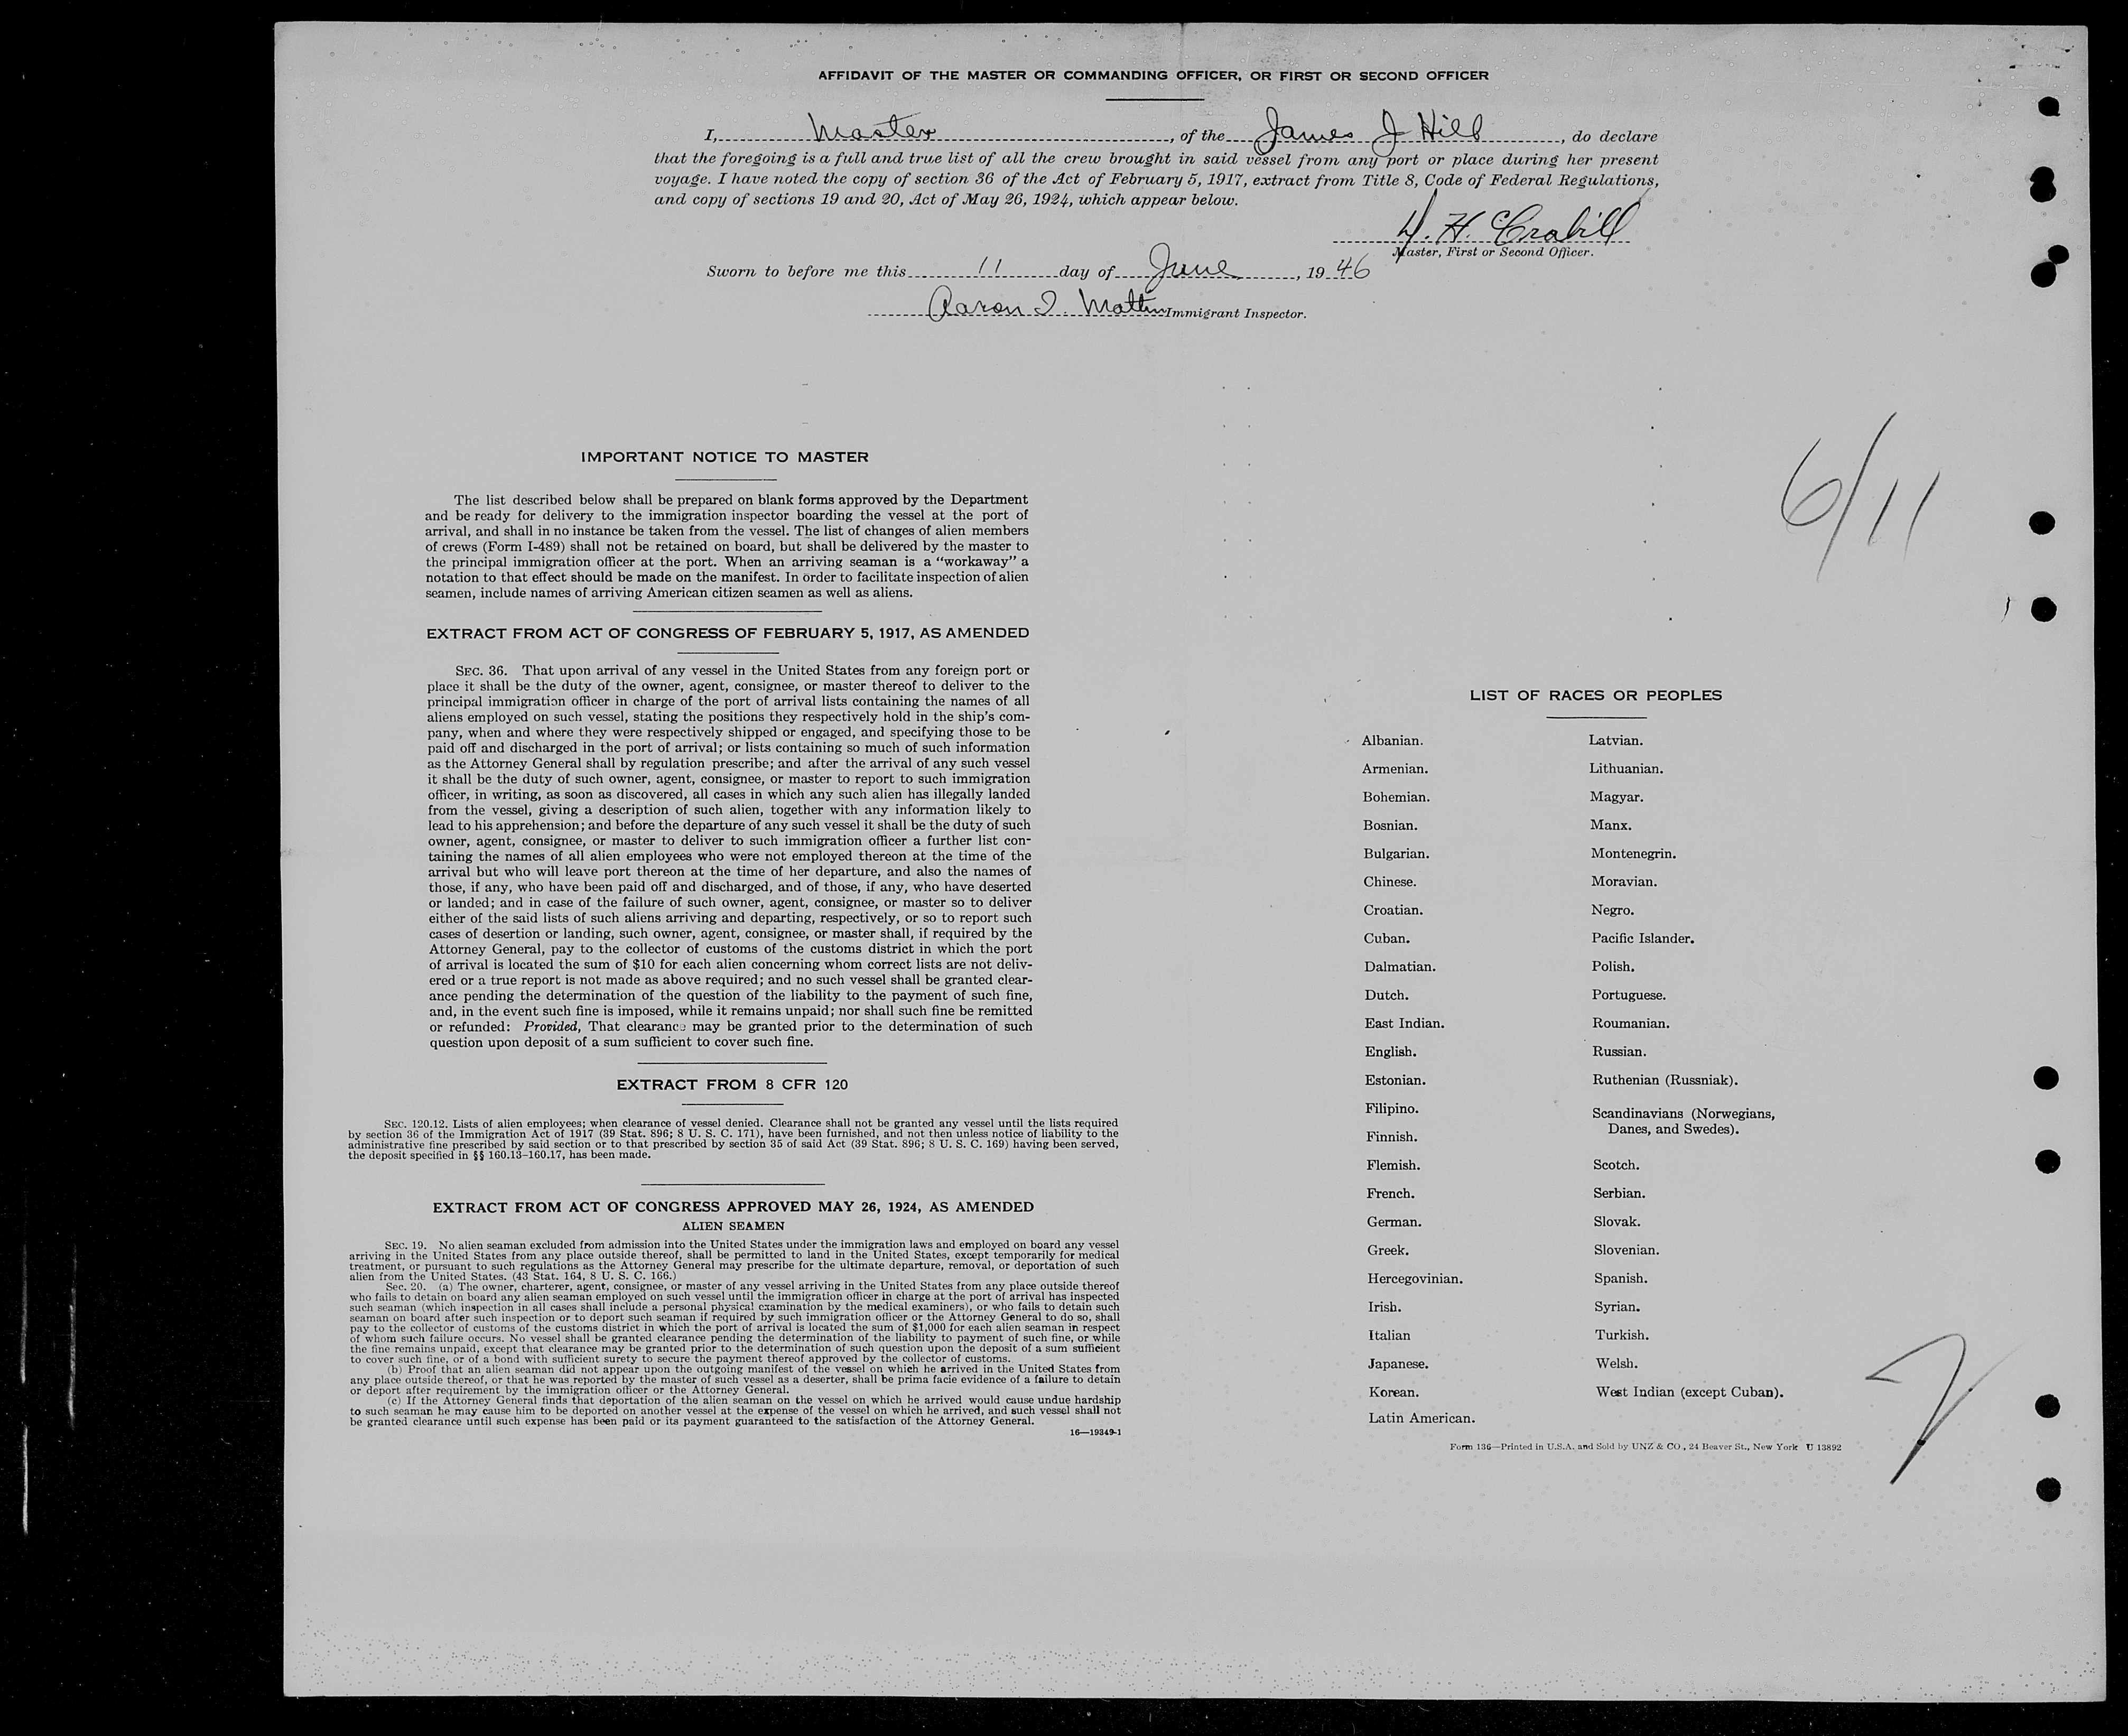 AFFIDAVIT OF THE MASTER OR COMMANDING OFFICER, OR FIRST OR SECOND OFFICER
I, Master, of the James J Hill, do declare
that the foregoing is a full and true list of all the crew brought in said vessel from any port or place during her present
voyage. I have noted the copy of section 36 of the Act of February 5, 1917, extract from Title 8, Code of Federal Regulations,
and copy of sections 19 and 20, Act of May 26, 1924, which appear below.
H. Crabill
Master, First or Second Officer.
Sworn to before me this 11 day of June, 1946
Aaron Immigrant Inspector.
6/11
IMPORTANT NOTICE TO MASTER
The list described below shall be prepared on blank forms approved by the Department
and be ready for delivery to the immigration inspector boarding the vessel at the port of
arrival, and shall in no instance be taken from the vessel. The list of changes of alien members
of crews (Form I-489) shall not be retained on board, but shall be delivered by the master to
the principal immigration officer at the port. When an arriving seaman is a “workaway” a
notation to that effect should be made on the manifest. In order to facilitate inspection of alien
seamen, include names of arriving American citizen seamen as well as aliens.
EXTRACT FROM ACT OF CONGRESS OF FEBRUARY 5, 1917, AS AMENDED
SEC. 36. That upon arrival of any vessel in the United States from any foreign port or
place it shall be the duty of the owner, agent, consignee, or master thereof to deliver to the
principal immigration officer in charge of the port of arrival lists containing the names of all
aliens employed on such vessel, stating the positions they respectively hold in the ship's com-
pany, when and where they were respectively shipped or engaged, and specifying those to be
paid off and discharged in the port of arrival; or lists containing so much of such information
as the Attorney General shall by regulation prescribe; and after the arrival of any such vessel
it shall be the duty of such owner, agent, consignee, or master to report to such immigration
officer, in writing, as soon as discovered, all cases in which any such alien has illegally landed
from the vessel, giving a description of such alien, together with any information likely to
lead to his apprehension; and before the departure of any such vessel it shall be the duty of such
owner, agent, consignee, or master to deliver to such immigration officer a further list con-
taining the names of all alien employees who were not employed thereon at the time of the
arrival but who will leave port thereon at the time of her departure, and also the names of
those, if any, who have been paid off and discharged, and of those, if any, who have deserted
or landed; and in case of the failure of such owner, agent, consignee, or master so to deliver
either of the said lists of such aliens arriving and departing, respectively, or so to report such
cases of desertion or landing, such owner, agent, consignee, or master shall, if required by the
Attorney General, pay to the collector of customs of the customs district in which the port
of arrival is located the sum of $10 for each alien concerning whom correct lists are not deliv-
ered or a true report is not made as above required; and no such vessel shall be granted clear-
ance pending the determination of the question of the liability to the payment of such fine,
and, in the event such fine is imposed, while it remains unpaid; nor shall such fine be remitted
or refunded: Provided, That clearance may be granted prior to the determination of such
question upon deposit of a sum sufficient to cover such fine.
EXTRACT FROM 8 CFR 120
SEC. 120.12. Lists of alien employees; when clearance of vessel denied. Clearance shall not be granted any vessel until the lists required
by section 36 of the Immigration Act of 1917 (39 Stat. 896; 8 U. S. C. 171), have been furnished, and not then unless notice of liability to the
administrative fine prescribed by said section or to that prescribed by section 35 of said Act (39 Stat. 896; 8 U. S. C. 169) having been served,
the deposit specified in §§ 160.13–160.17, has been made.
EXTRACT FROM ACT OF CONGRESS APPROVED MAY 26, 1924, AS AMENDED
ALIEN SEAMEN
SEC. 19. No alien seaman excluded from admission into the United States under the immigration laws and employed on board any vessel
arriving in the United States from any place outside thereof, shall be permitted to land in the United States, except temporarily for medical
treatment, or pursuant to such regulations as the Attorney General may prescribe for the ultimate departure, removal, or deportation of such
alien from the United States. (43 Stat. 164, 8 U. S. C. 166.)
Sec. 20. (a) The owner, charterer, agent, consignee, or master of any vessel arriving in the United States from any place outside thereof
who fails to detain on board any alien seaman employed on such vessel until the immigration officer in charge at the port of arrival has inspected
such seaman (which inspection in all cases shall include a personal physical examination by the medical examiners), or who fails to detain such
seaman on board after such inspection or to deport such seaman if required by such immigration officer or the Attorney General to do so, shall
pay to the collector of customs of the customs district in which the port of arrival is located the sum of $1,000 for each alien seaman in respect
of whom such failure occurs. No vessel shall be granted clearance pending the determination of the liability to payment of such fine, or while
the fine remains unpaid, except that clearance may be granted prior to the determination of such question upon the deposit of a sum sufficient
to cover such fine, or of a bond with sufficient surety to secure the payment thereof approved by the collector of customs.
(b) Proof that an alien seaman did not appear upon the outgoing manifest of the vessel on which he arrived in the United States from
any place outside thereof, or that he was reported by the master of such vessel as a deserter, shall be prima facie evidence of a failure to detain
or deport after requirement by the immigration officer or the Attorney General.
(c) If the Attorney General finds that deportation of the alien seaman on the vessel on which he arrived would cause undue hardship
to such seaman he may cause him to be deported on another vessel at the expense of the vessel on which he arrived, and such vessel shall not
be granted clearance until such expense has been paid or its payment guaranteed to the satisfaction of the Attorney General.
16—19349-1
LIST OF RACES OR PEOPLES
Albanian.
Armenian.
Bohemian.
Bosnian.
Bulgarian.
Chinese.
Croatian.
Cuban.
Dalmatian.
Dutch.
East Indian.
English.
Estonian.
Filipino.
Finnish.
Flemish.
French.
German.
Greek.
Hercegovinian.
Irish.
Italian
Japanese.
Korean.
Latin American.
Latvian.
Lithuanian.
Magyar.
Manx.
Montenegrin.
Moravian.
Negro.
Pacific Islander.
Polish.
Portuguese.
Roumanian.
Russian.
Ruthenian (Russniak).
Scandinavians (Norwegians,
Danes, and Swedes).
Scotch.
Serbian.
Slovak.
Slovenian.
Spanish.
Syrian.
Turkish.
Welsh.
West Indian (except Cuban).
Form 136—Printed in U.S.A. and Sold by UNZ & CO., 24 Beaver St., New York U 13892